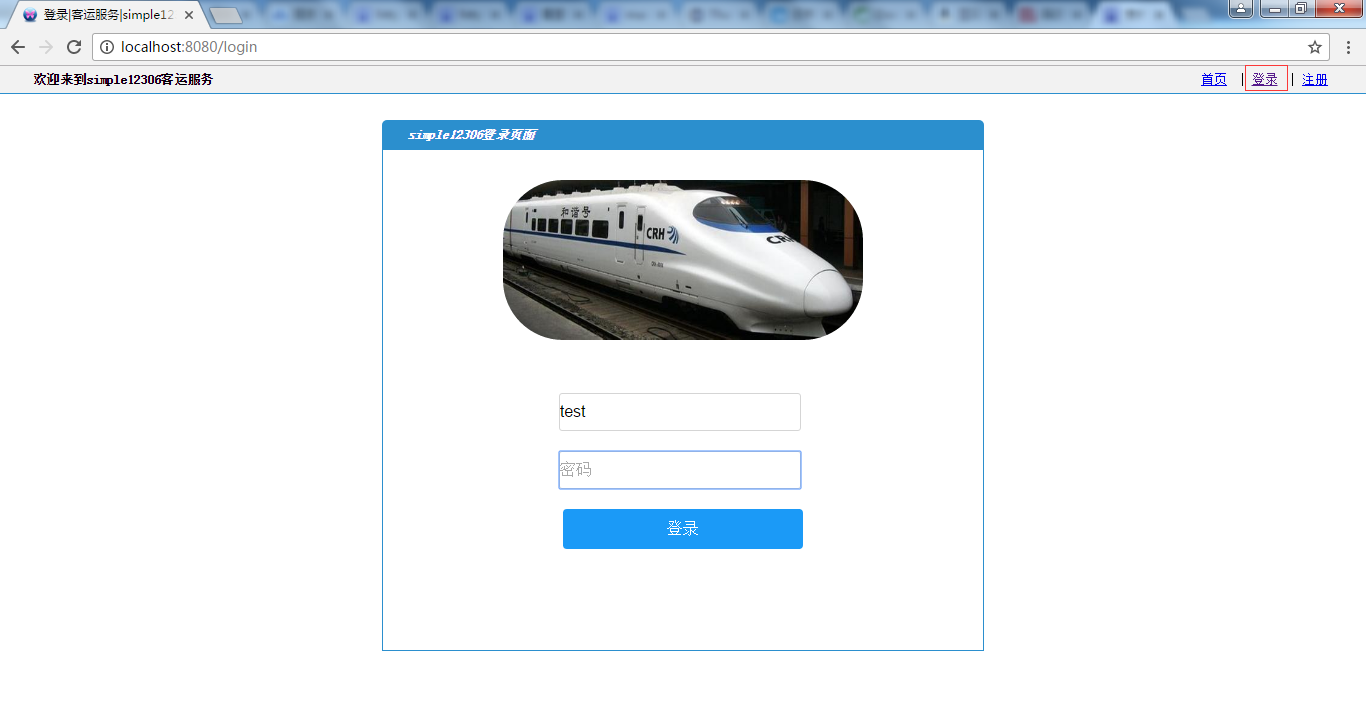 登录|客运服务|simple12
localhost:8080/login
欢迎来到simple12306客运服务
首页 | 登录 | 注册
simple12306登录页面
和谐号
CRH
test
密码
登录